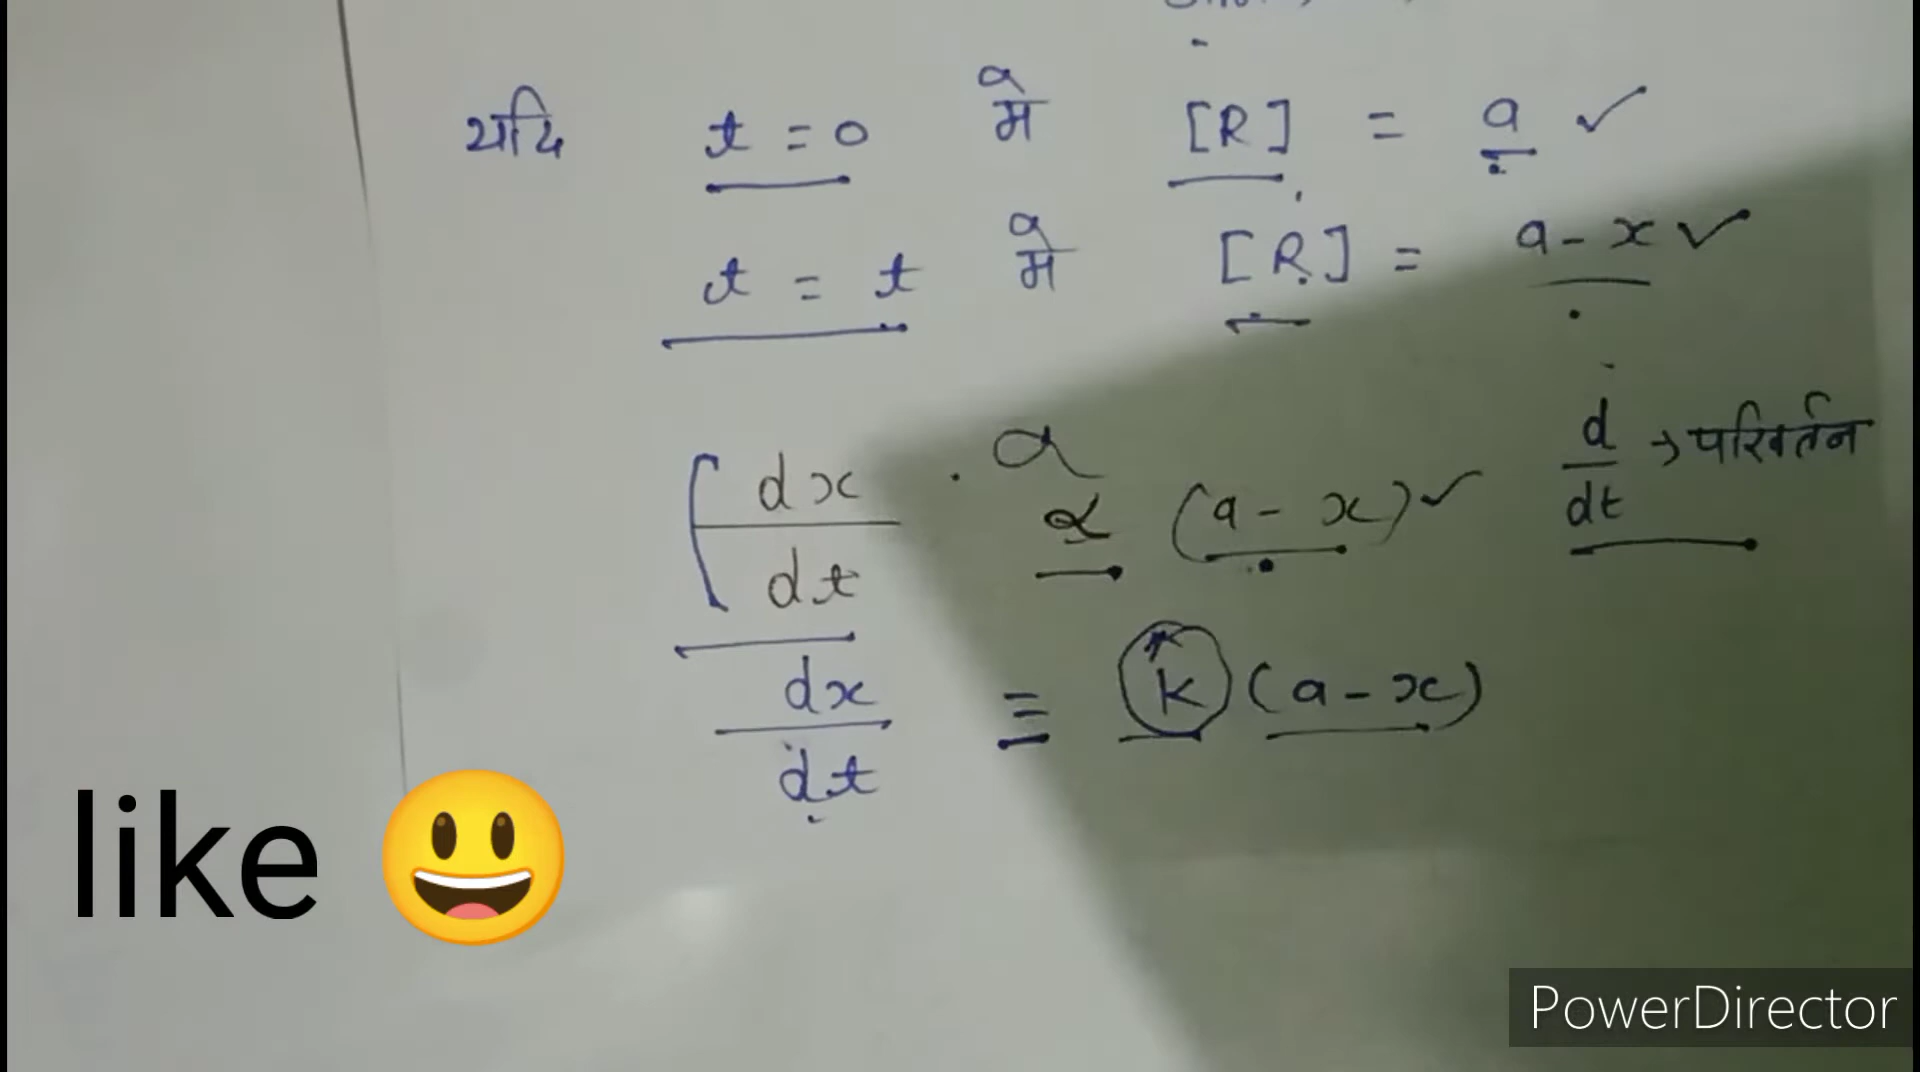 यदि t = 0 में [R] = a ✓
t = t में [R] = a - x ✓
dx/dt α (a - x) ✓ d/dt → परिवर्तन
dx/dt = k (a - x)
like 😃
PowerDirector